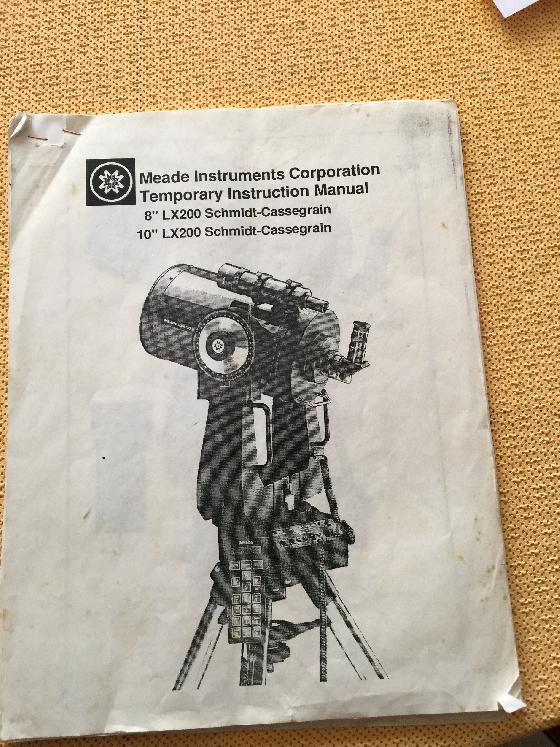 Meade Instruments Corporation
Temporary Instruction Manual
8" LX200 Schmidt-Cassegrain
10" LX200 Schmidt-Cassegrain